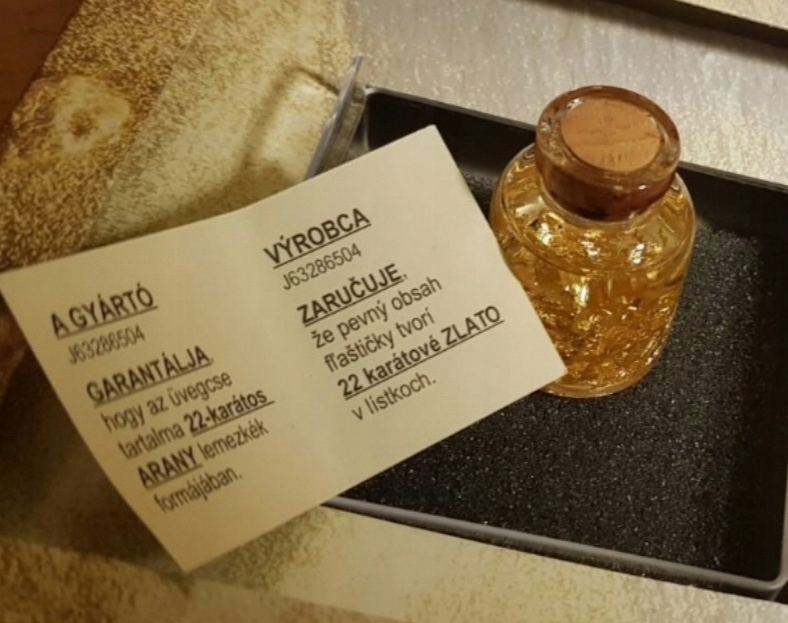 A GYÁRTÓ
J63286504
GARANTÁLJA,
hogy az üvegcse
tartalma 22-karátos
ARANY lemezkék
formájában.
VÝROBCA
J63286504
ZARUČUJE,
že pevný obsah
fľaštičky tvorí
22 karátové ZLATO
v lístkoch.